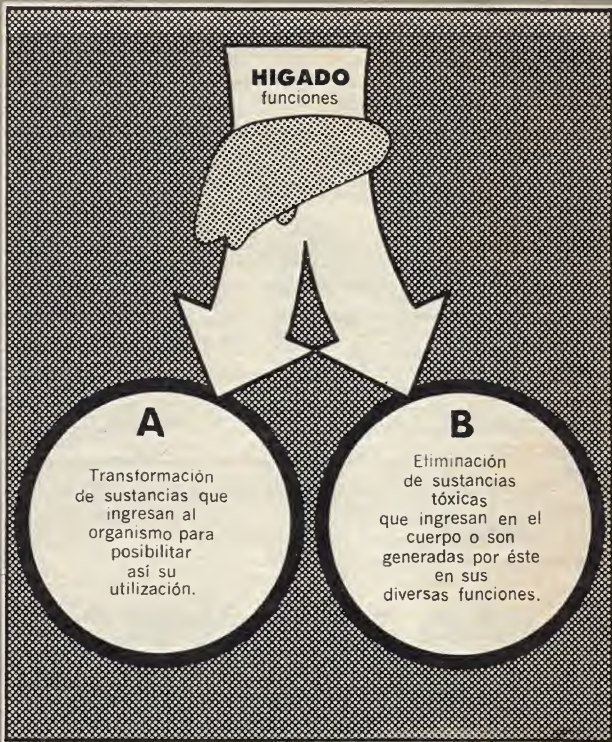 HIGADO
funciones
A
Transformación
de sustancias que
ingresan al
organismo para
posibilitar
así su
utilización.
B
Eliminación
de sustancias
tóxicas
que ingresan en el
cuerpo o son
generadas por éste
en sus
diversas funciones.